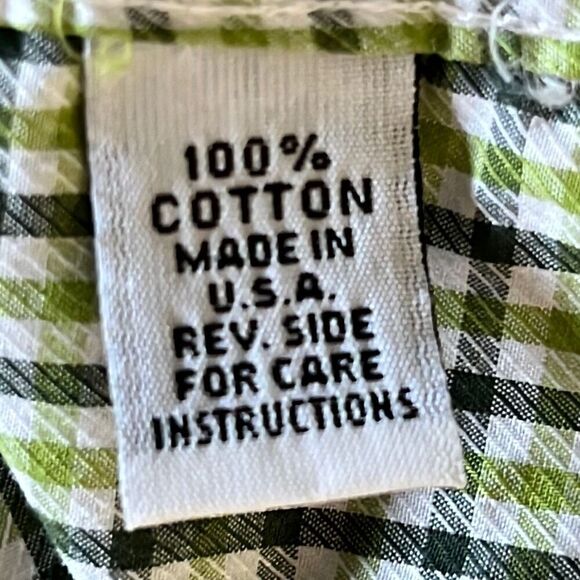 100%
COTTON
MADE IN
U.S.A.
REV. SIDE
FOR CARE
INSTRUCTIONS